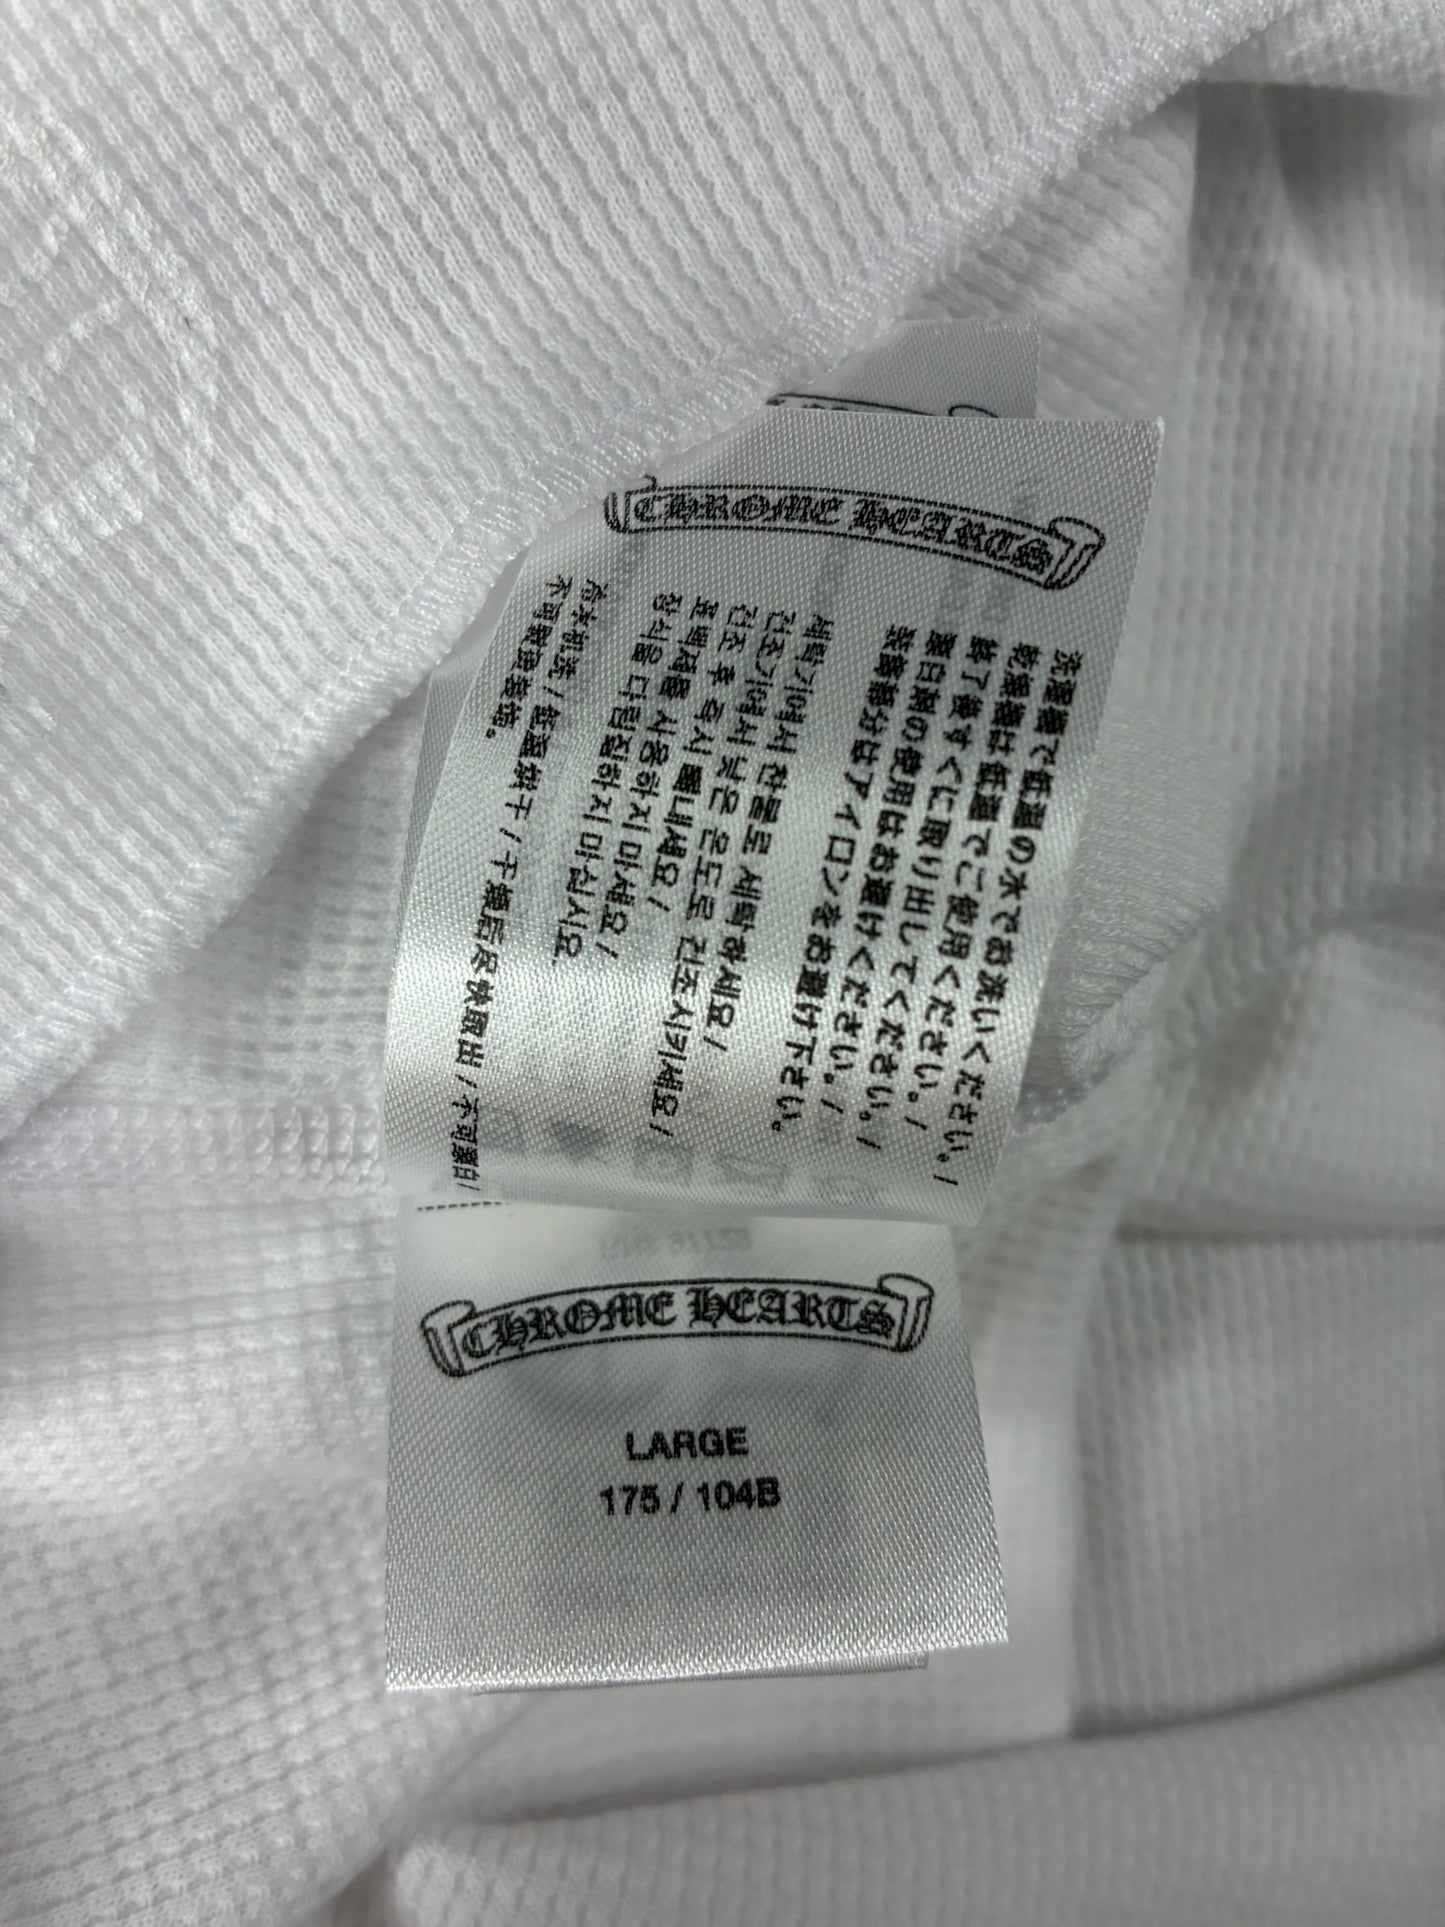 CHROME HEARTS
洗濯機で低温の水でお洗いください。/
乾燥機は低温でご使用ください。/
終了後すぐに取り出してください。/
漂白剤の使用はお避けください。/
装飾部分はアイロンをお避け下さい。
세탁기에서 찬물로 세탁하세요/
건조기에서 낮은 온도로 건조시키세요/
건조 후 즉시 빼내세요/
표백제를 사용하지 마세요/
장식을 다림질하지 마십시오
冷水机洗/低温烘干/干燥后尽快取出/不可漂白/
不可熨烫装饰。
CHROME HEARTS
LARGE
175 / 104B